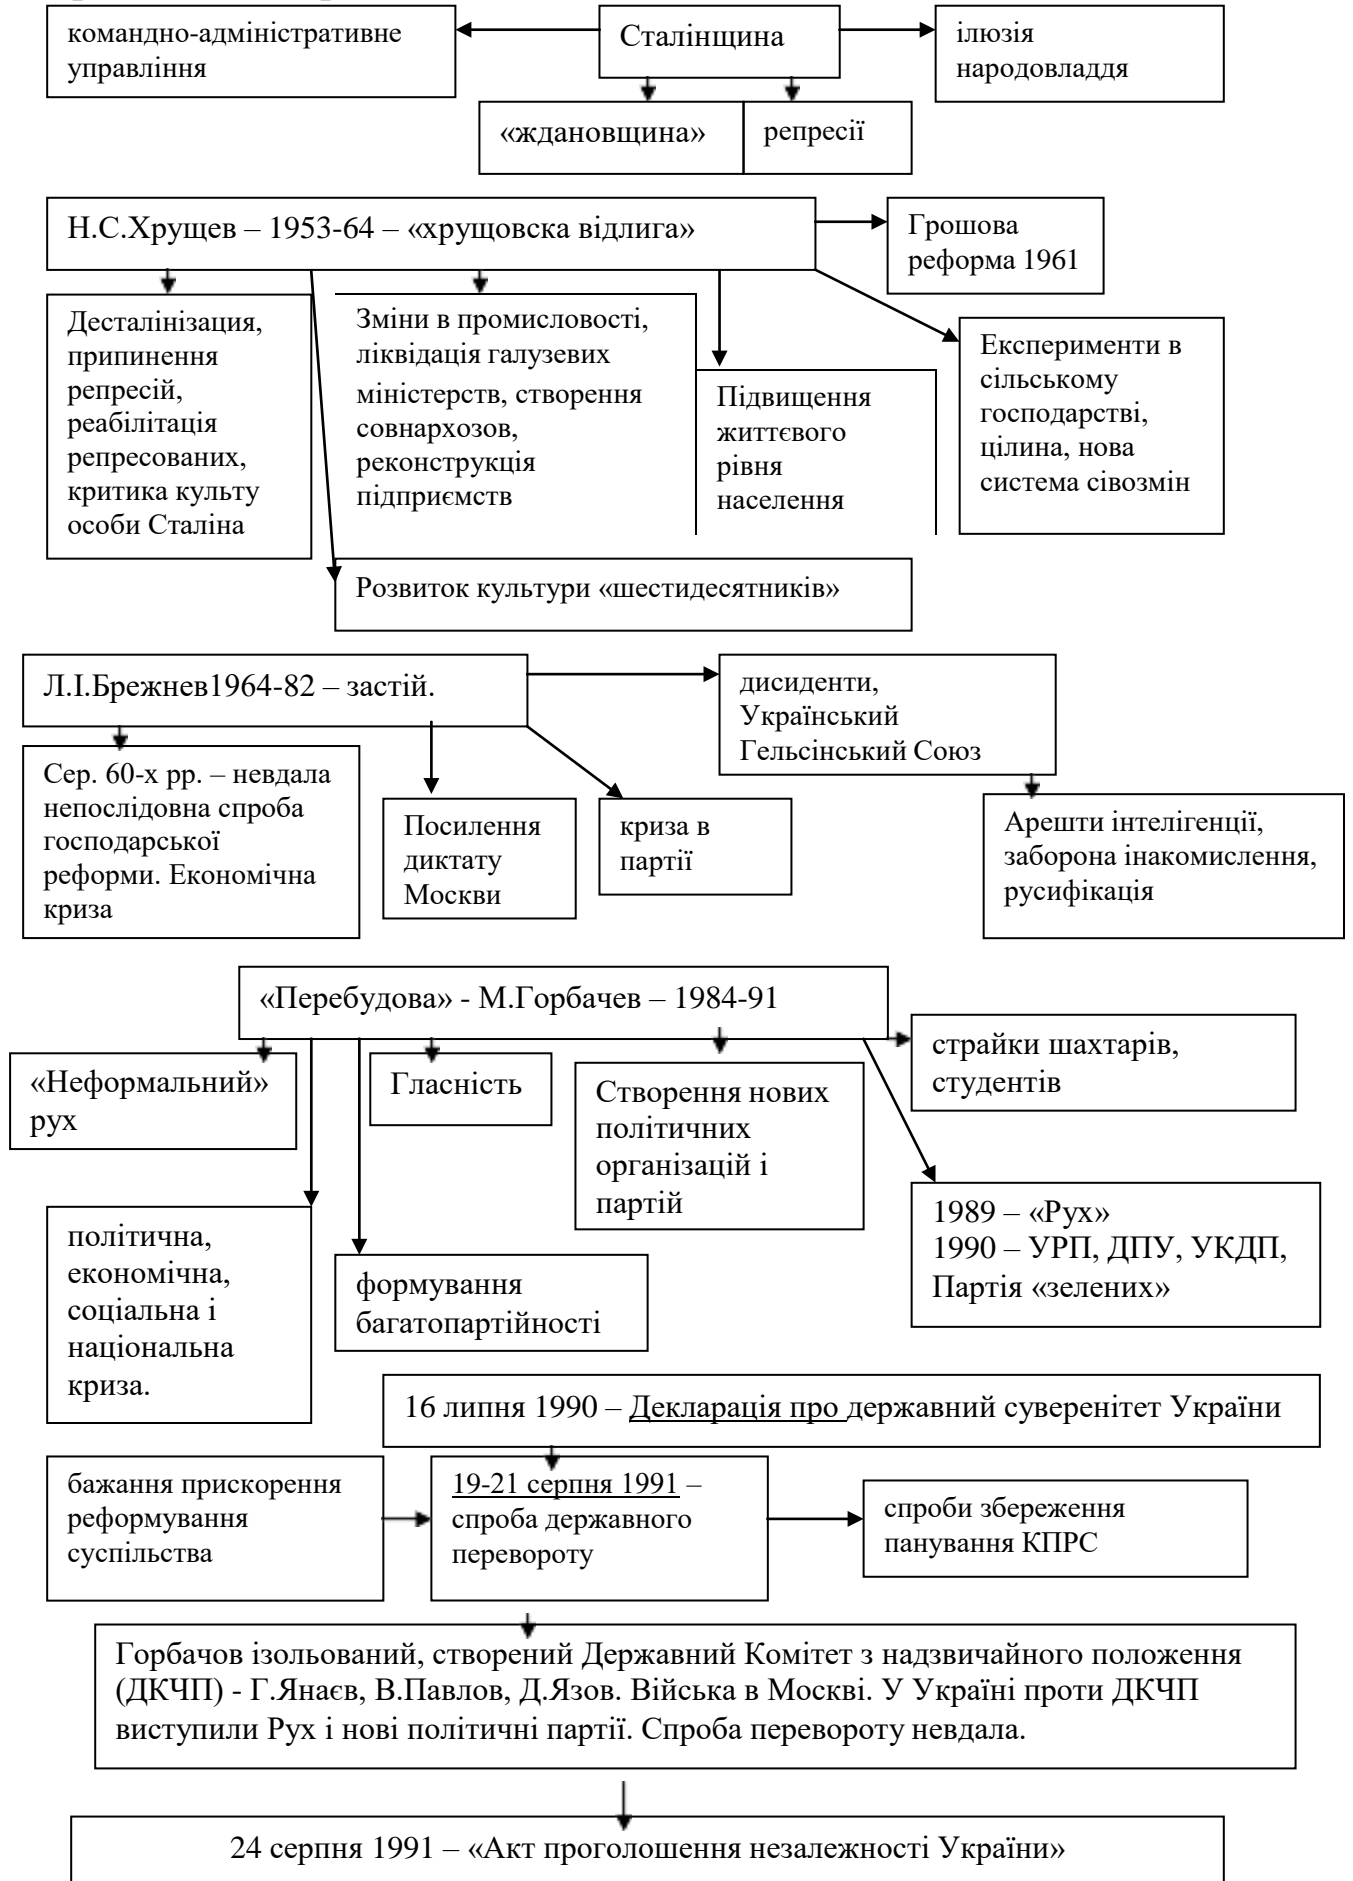 командно-адміністративне
управління
Сталінщина
ілюзія
народовладдя
«ждановщина»
репресії
Н.С.Хрущев – 1953-64 – «хрущовска відлига»
Грошова
реформа 1961
Десталінізация,
припинення
репресій,
реабілітація
репресованих,
критика культу
особи Сталіна
Зміни в промисловості,
ліквідація галузевих
міністерств, створення
совнархозов,
реконструкція
підприємств
Підвищення
життєвого
рівня
населення
Експерименти в
сільському
господарстві,
цілина, нова
система сівозмін
Розвиток культури «шестидесятників»
Л.І.Брежнев1964-82 – застій.
дисиденти,
Український
Гельсінський Союз
Сер. 60-х рр. – невдала
непослідовна спроба
господарської
реформи. Економічна
криза
Посилення
диктату
Москви
криза в
партії
Арешти інтелігенції,
заборона інакомислення,
русифікація
«Перебудова» - М.Горбачев – 1984-91
«Неформальний»
рух
Гласність
Створення нових
політичних
організацій і
партій
страйки шахтарів,
студентів
політична,
економічна,
соціальна і
національна
криза.
формування
багатопартійності
1989 – «Рух»
1990 – УРП, ДПУ, УКДП,
Партія «зелених»
16 липня 1990 – Декларація про державний суверенітет України
бажання прискорення
реформування
суспільства
19-21 серпня 1991 –
спроба державного
перевороту
спроби збереження
панування КПРС
Горбачов ізольований, створений Державний Комітет з надзвичайного положення
(ДКЧП) - Г.Янаєв, В.Павлов, Д.Язов. Війська в Москві. У Україні проти ДКЧП
виступили Рух і нові політичні партії. Спроба перевороту невдала.
24 серпня 1991 – «Акт проголошення незалежності України»